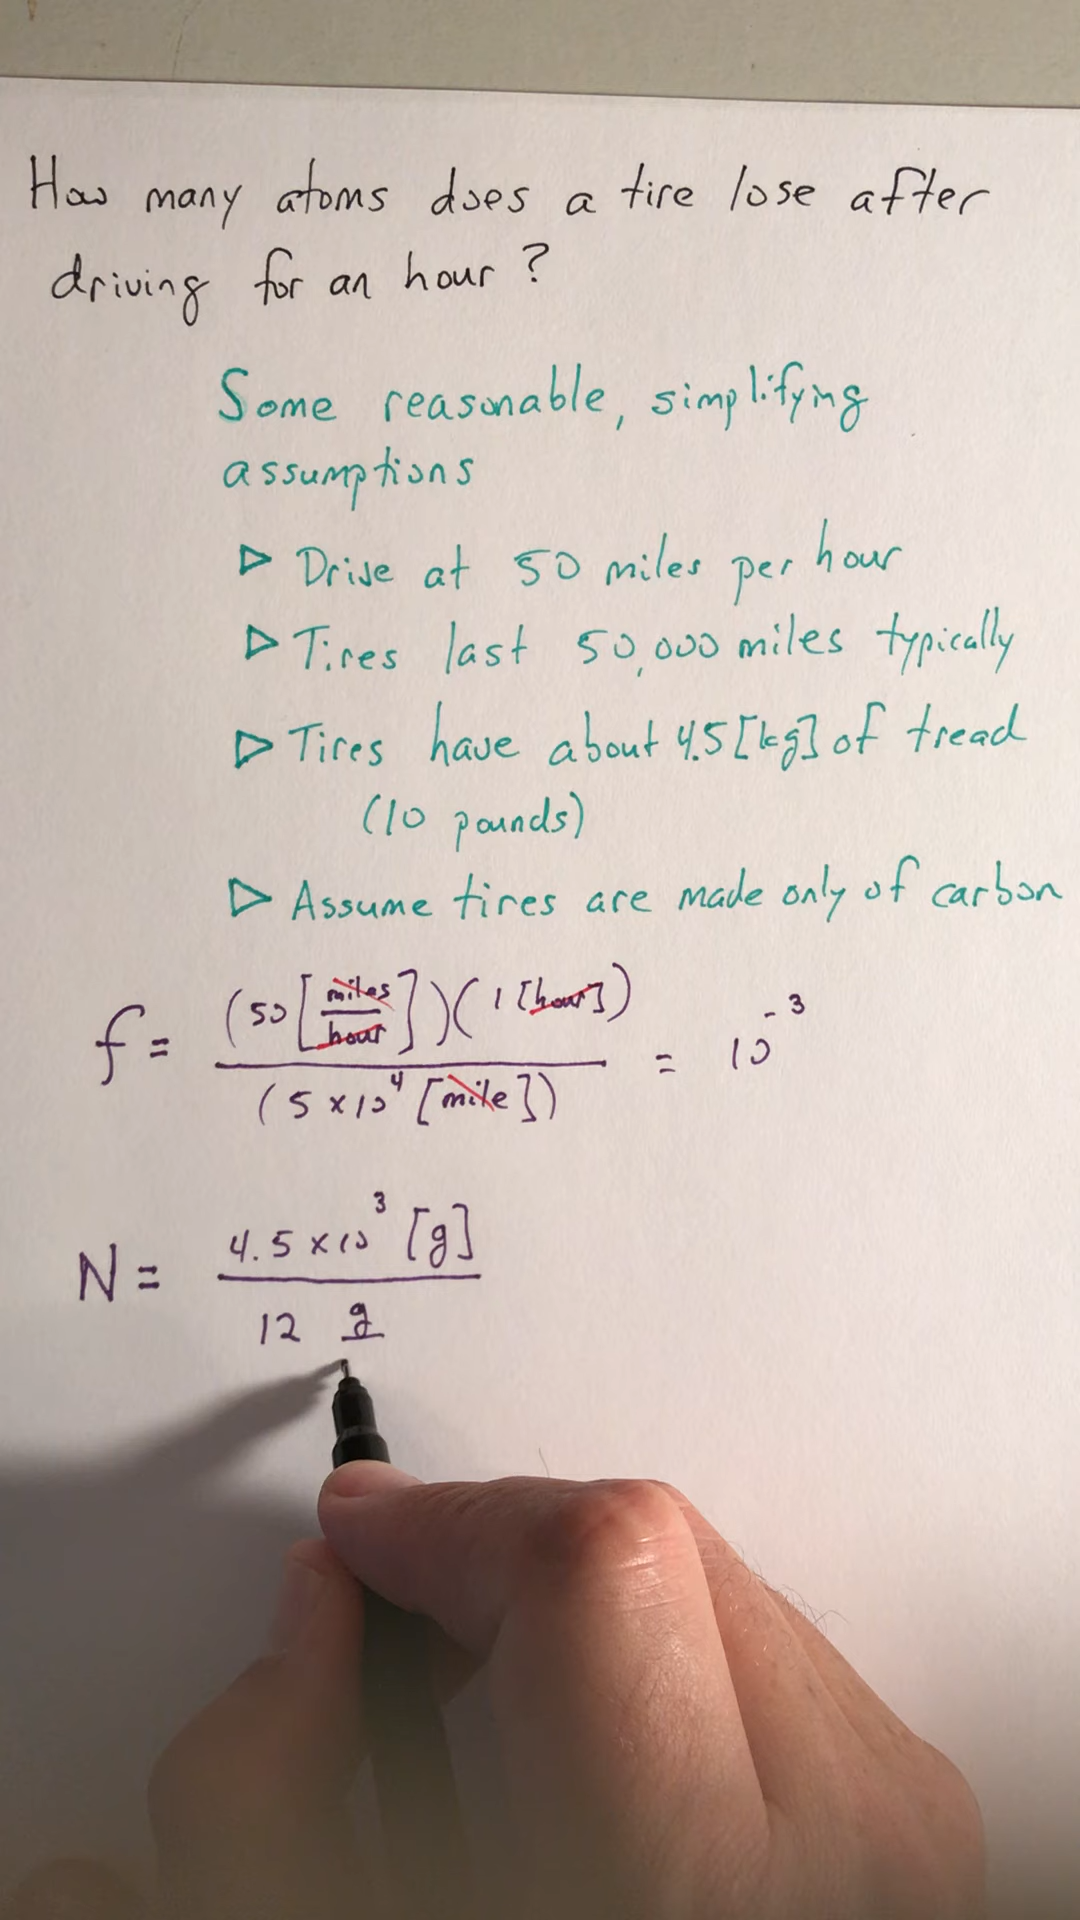 How many atoms does a tire lose after
driving for an hour?
Some reasonable, simplifying
assumptions
▷ Drive at 50 miles per hour
▷ Tires last 50,000 miles typically
▷ Tires have about 4.5 [kg] of tread
(10 pounds)
▷ Assume tires are made only of carbon
f = (50 [miles/hour])(1 [hour]) / (5 × 10⁴ [mile]) = 10⁻³
N = 4.5 × 10³ [g] / 12 g